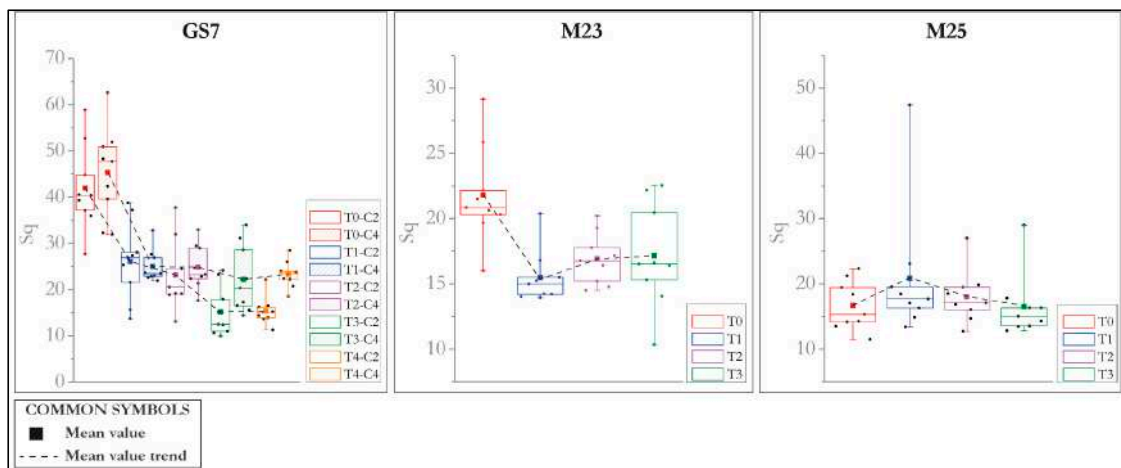 GS7
M23
M25
70
60
50
40
30
20
10
0
Sq
T0-C2
T0-C4
T1-C2
T1-C4
T2-C2
T2-C4
T3-C2
T3-C4
T4-C2
T4-C4
30
25
20
15
10
Sq
T0
T1
T2
T3
50
40
30
20
10
Sq
T0
T1
T2
T3
COMMON SYMBOLS
Mean value
Mean value trend